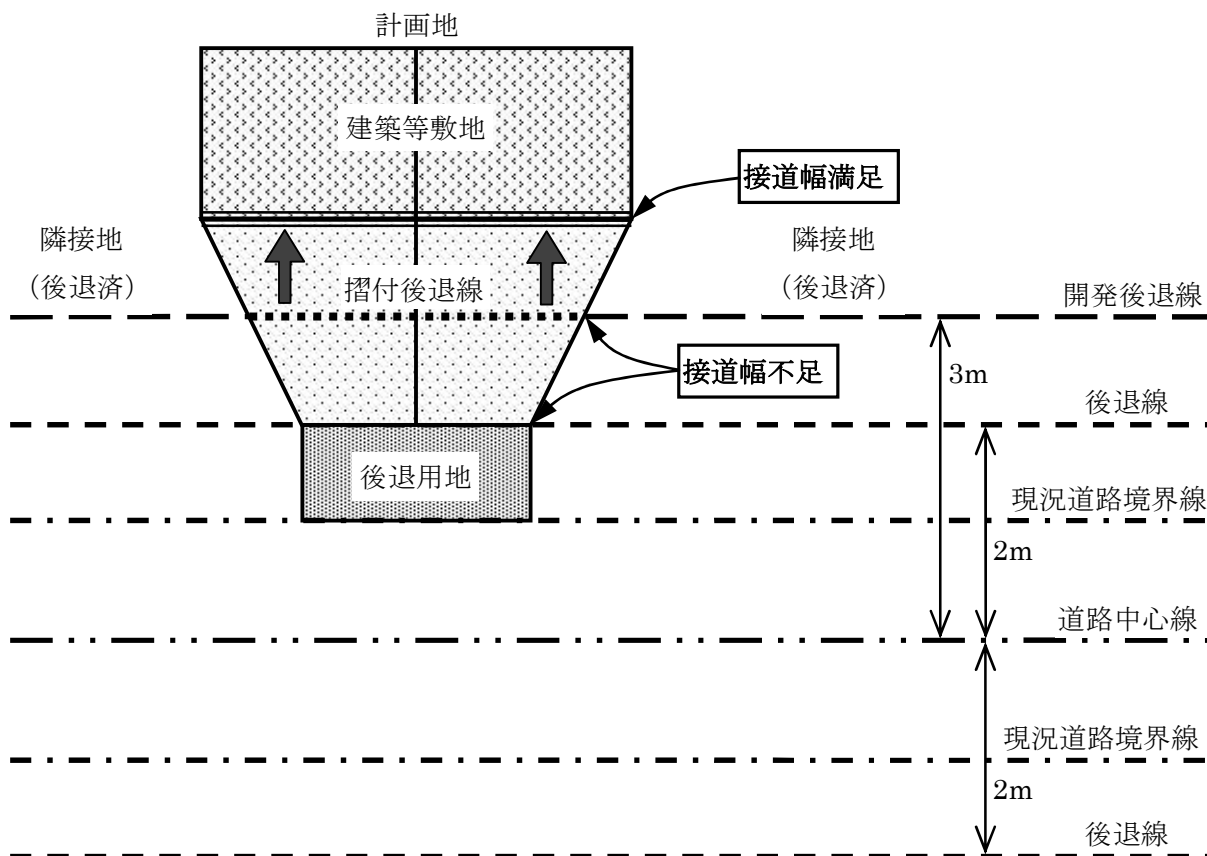 計画地
建築等敷地
接道幅満足
隣接地
(後退済)
摺付後退線
隣接地
(後退済)
開発後退線
接道幅不足
3m
後退線
後退用地
現況道路境界線
2m
道路中心線
現況道路境界線
2m
後退線